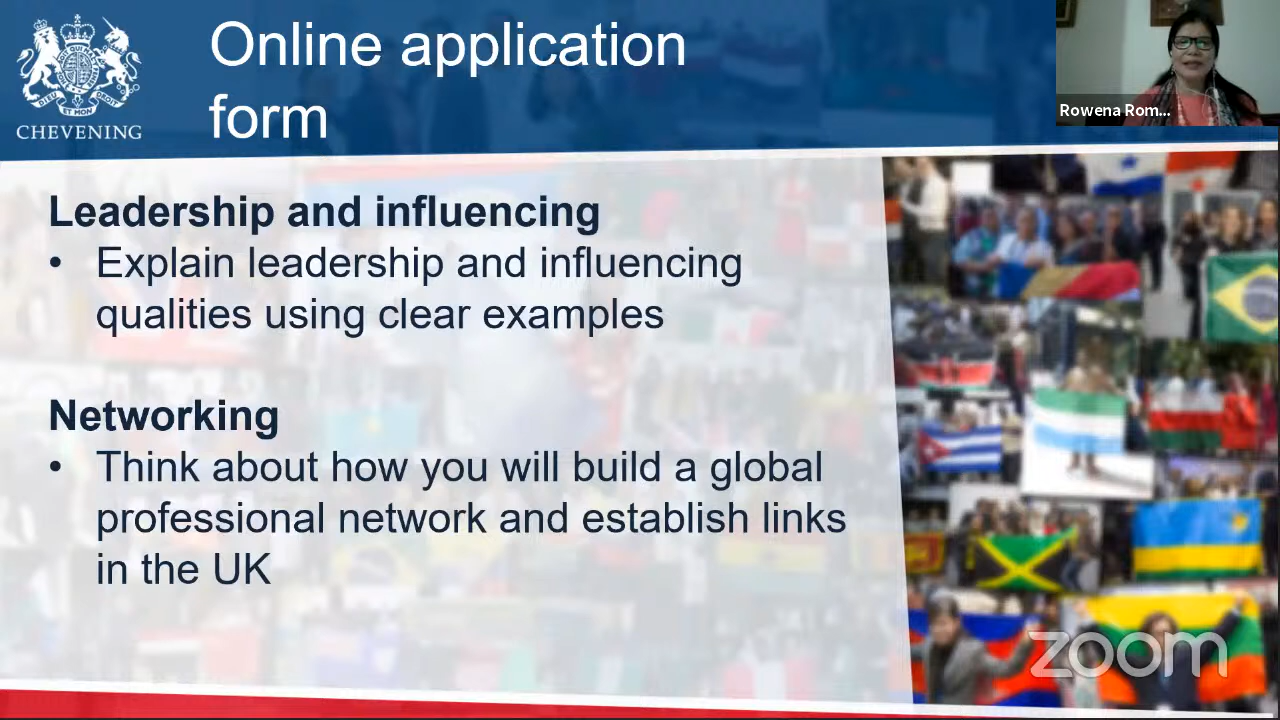 Online application
form
CHEVENING
Rowena Rom...
Leadership and influencing
• Explain leadership and influencing
qualities using clear examples
Networking
• Think about how you will build a global
professional network and establish links
in the UK
zoom